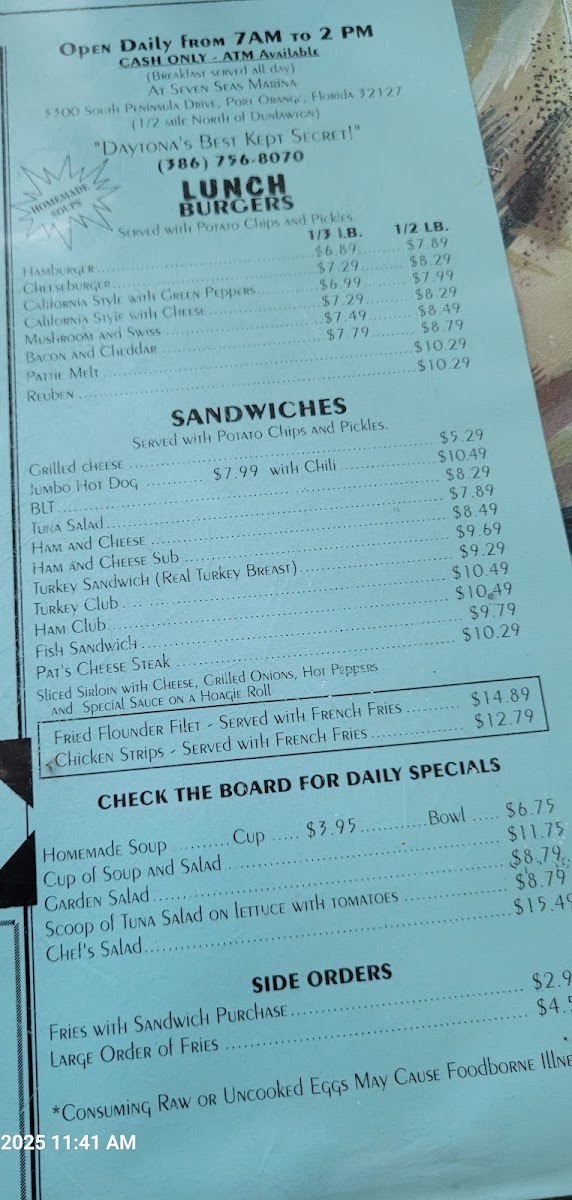 Open Daily from 7AM to 2 PM
CASH ONLY - ATM Available
(Breakfast served all day)
At Seven Seas Marina
3300 South Peninsula Drive, Port Orange, Florida 32127
(1/2 mile North of Dunlawton)
"Daytona's Best Kept Secret!"
(386) 756-8070
HOMEMADE SOUPS
LUNCH
BURGERS
Served with Potato Chips and Pickles.
1/3 LB. 1/2 LB.
Hamburger $6.89 $7.89
Cheeseburger $7.29 $8.29
California Style with Green Peppers $6.99 $7.99
California Style with Cheese $7.29 $8.29
Mushroom and Swiss $7.49 $8.49
Bacon and Cheddar $7.79 $8.79
Pattie Melt $10.29
Reuben $10.29
SANDWICHES
Served with Potato Chips and Pickles.
Grilled cheese $5.29
Jumbo Hot Dog $7.99 with Chili $10.49
BLT $8.29
Tuna Salad $7.89
Ham and Cheese $8.49
Ham and Cheese Sub $9.69
Turkey Sandwich (Real Turkey Breast) $9.29
Turkey Club $10.49
Ham Club $10.49
Fish Sandwich $9.79
Pat's Cheese Steak $10.29
Sliced Sirloin with Cheese, Grilled Onions, Hot Peppers
and Special Sauce on a Hoagie Roll
Fried Flounder Filet - Served with French Fries $14.89
Chicken Strips - Served with French Fries $12.79
CHECK THE BOARD FOR DAILY SPECIALS
Homemade Soup Cup $3.95 Bowl $6.75
Cup of Soup and Salad $11.75
Garden Salad $8.79
Scoop of Tuna Salad on lettuce with tomatoes $8.79
Chef's Salad $15.49
SIDE ORDERS
Fries with Sandwich Purchase $2.9
Large Order of Fries $4.5
*Consuming Raw or Uncooked Eggs May Cause Foodborne Illne
2025 11:41 AM